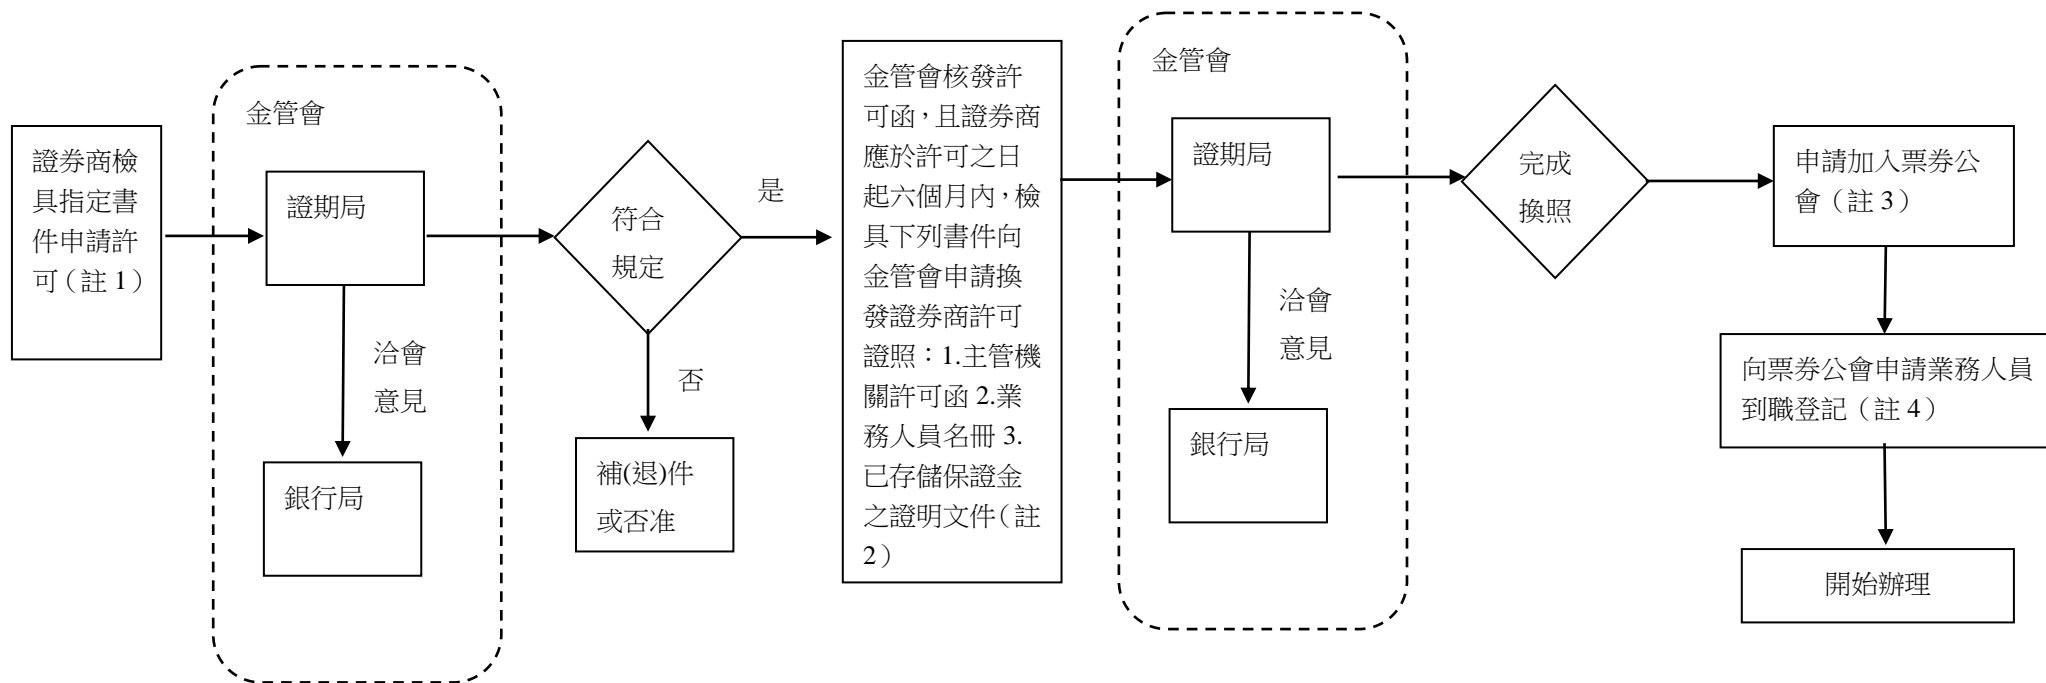 證券商檢
具指定書
件申請許
可（註 1）
金管會
證期局
洽會
意見
銀行局
符合
規定
是
否
補(退)件
或否准
金管會核發許
可函，且證券商
應於許可之日
起六個月內，檢
具下列書件向
金管會申請換
發證券商許可
證照：1.主管機
關許可函 2.業
務人員名冊 3.
已存儲保證金
之證明文件（註
2）
金管會
證期局
洽會
意見
銀行局
完成
換照
申請加入票券公
會（註 3）
向票券公會申請業務人員
到職登記（註 4）
開始辦理